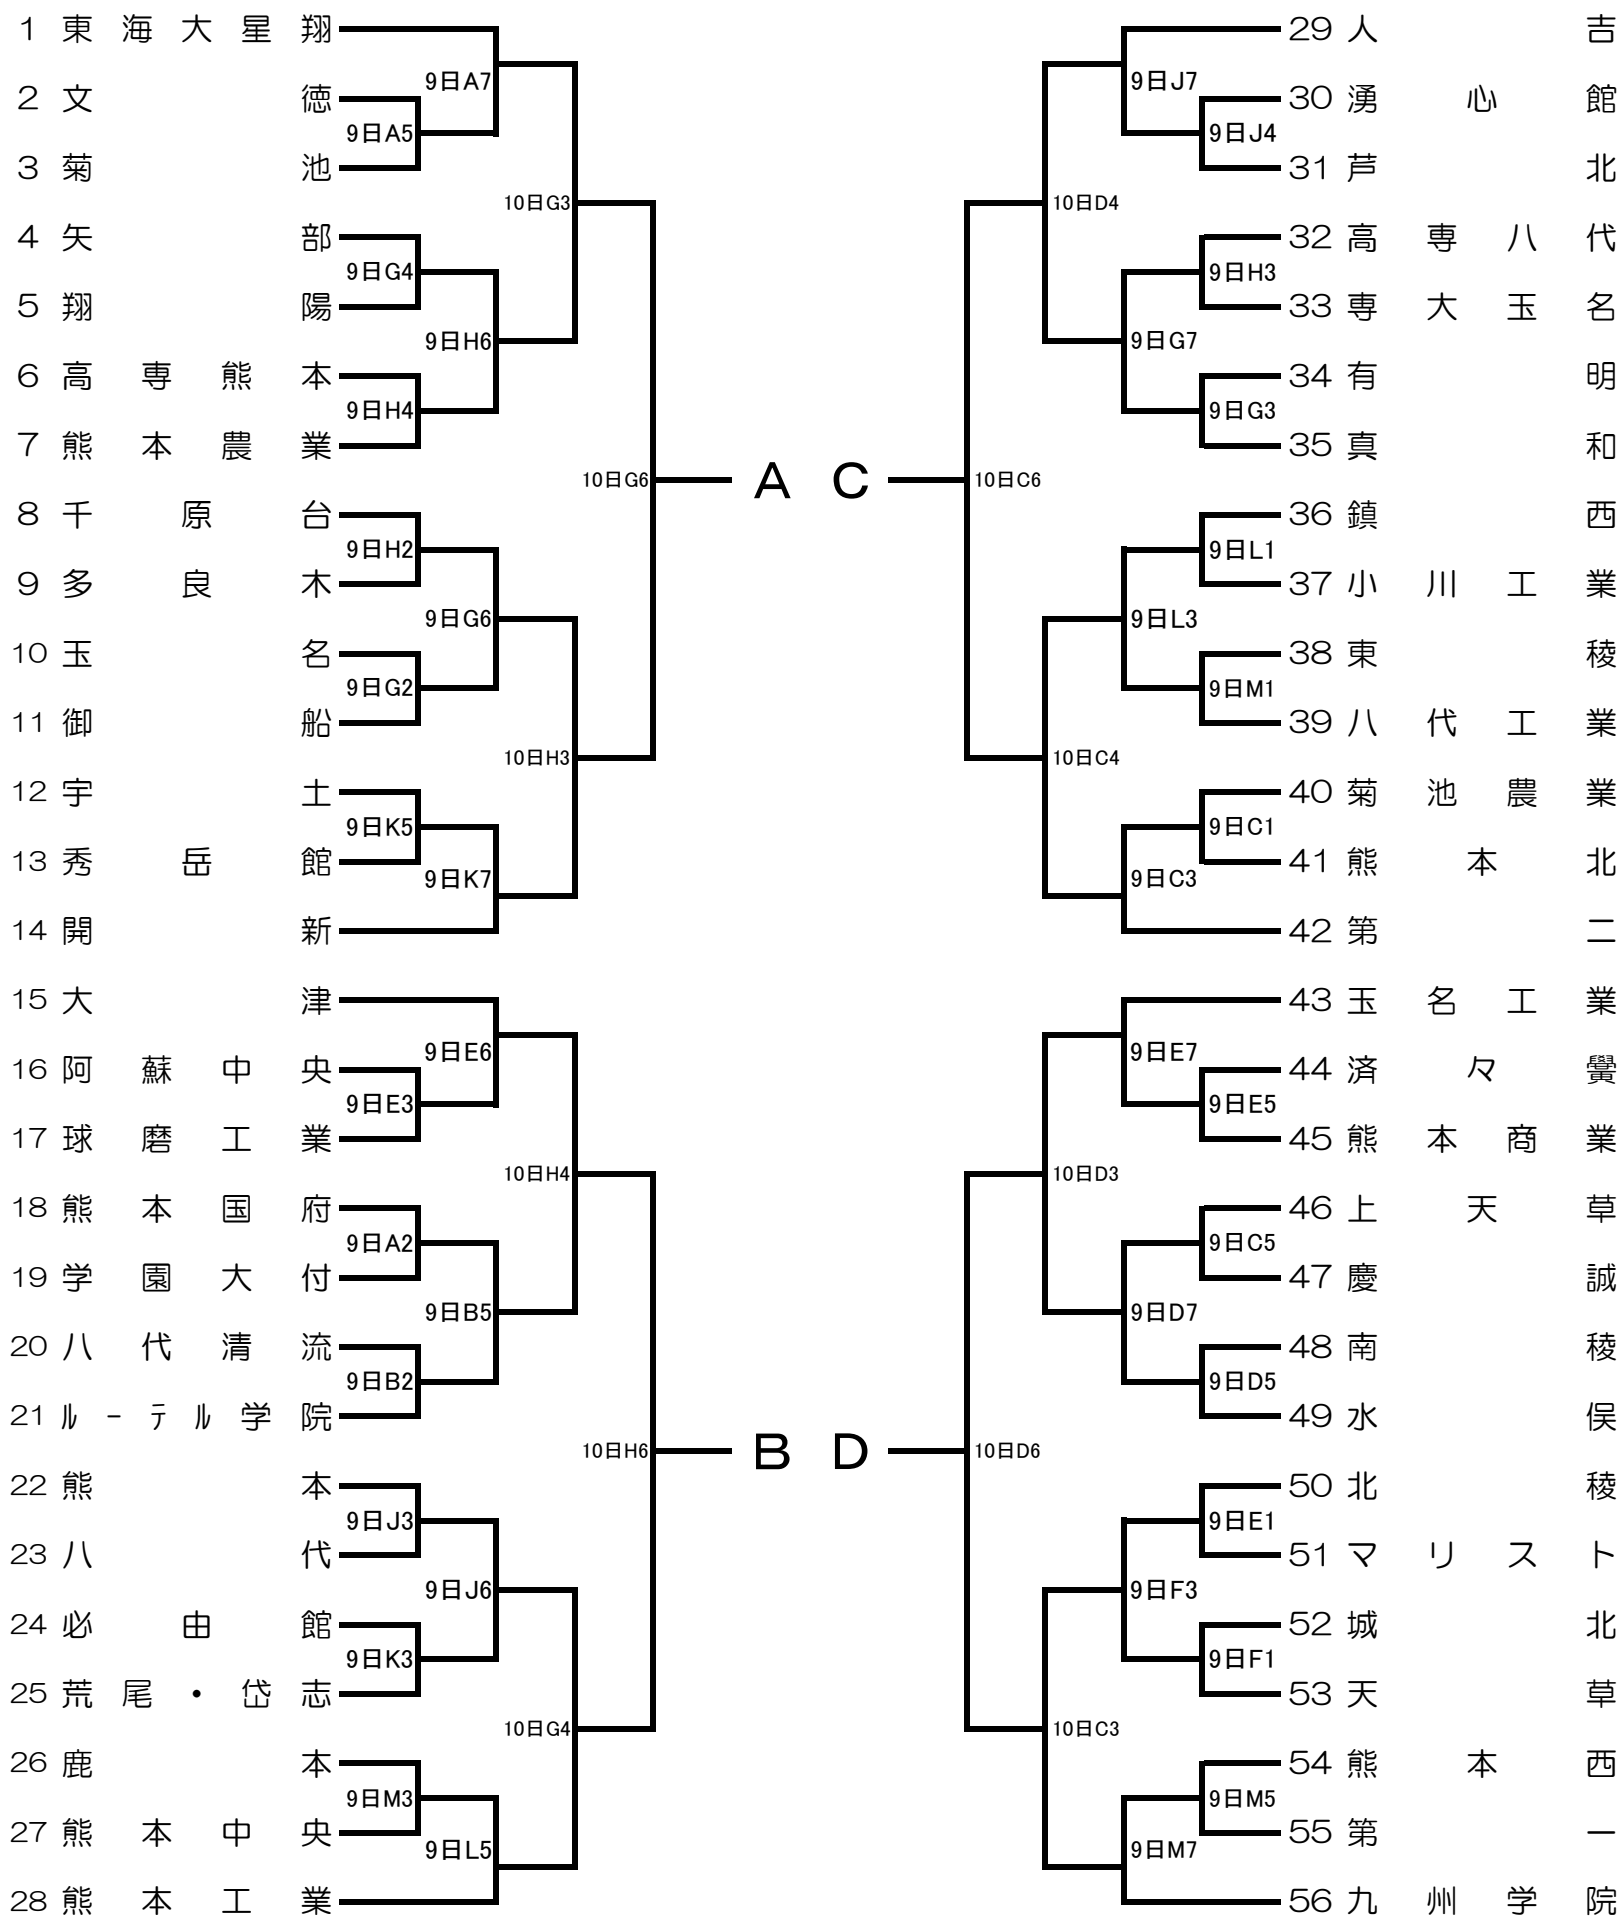 1 東海大星翔
9日A7
2 文徳
9日A5
3 菊池
10日G3
4 矢部
9日G4
5 翔陽
9日H6
6 高専熊本
9日H4
7 熊本農業
10日G6
A
8 千原台
9日H2
9 多良木
9日G6
10 玉名
9日G2
11 御船
10日H3
12 宇土
9日K5
13 秀岳館
9日K7
14 開新
15 大津
9日E6
16 阿蘇中央
9日E3
17 球磨工業
10日H4
18 熊本国府
9日A2
19 学園大付
9日B5
20 八代清流
9日B2
21 ﾙｰﾃﾙ学院
10日H6
B
22 熊本
9日J3
23 八代
9日J6
24 必由館
9日K3
25 荒尾・岱志
10日G4
26 鹿本
9日M3
27 熊本中央
9日L5
28 熊本工業
29 人吉
9日J7
30 湧心館
9日J4
31 芦北
10日D4
32 高専八代
9日H3
33 専大玉名
9日G7
34 有明
9日G3
35 真和
C
10日C6
36 鎮西
9日L1
37 小川工業
9日L3
38 東稜
9日M1
39 八代工業
10日C4
40 菊池農業
9日C1
41 熊本北
9日C3
42 第二
43 玉名工業
9日E7
44 済々黌
9日E5
45 熊本商業
10日D3
46 上天草
9日C5
47 慶誠
9日D7
48 南稜
9日D5
49 水俣
D
10日D6
50 北稜
9日E1
51 マリスト
9日F3
52 城北
9日F1
53 天草
10日C3
54 熊本西
9日M5
55 第一
9日M7
56 九州学院